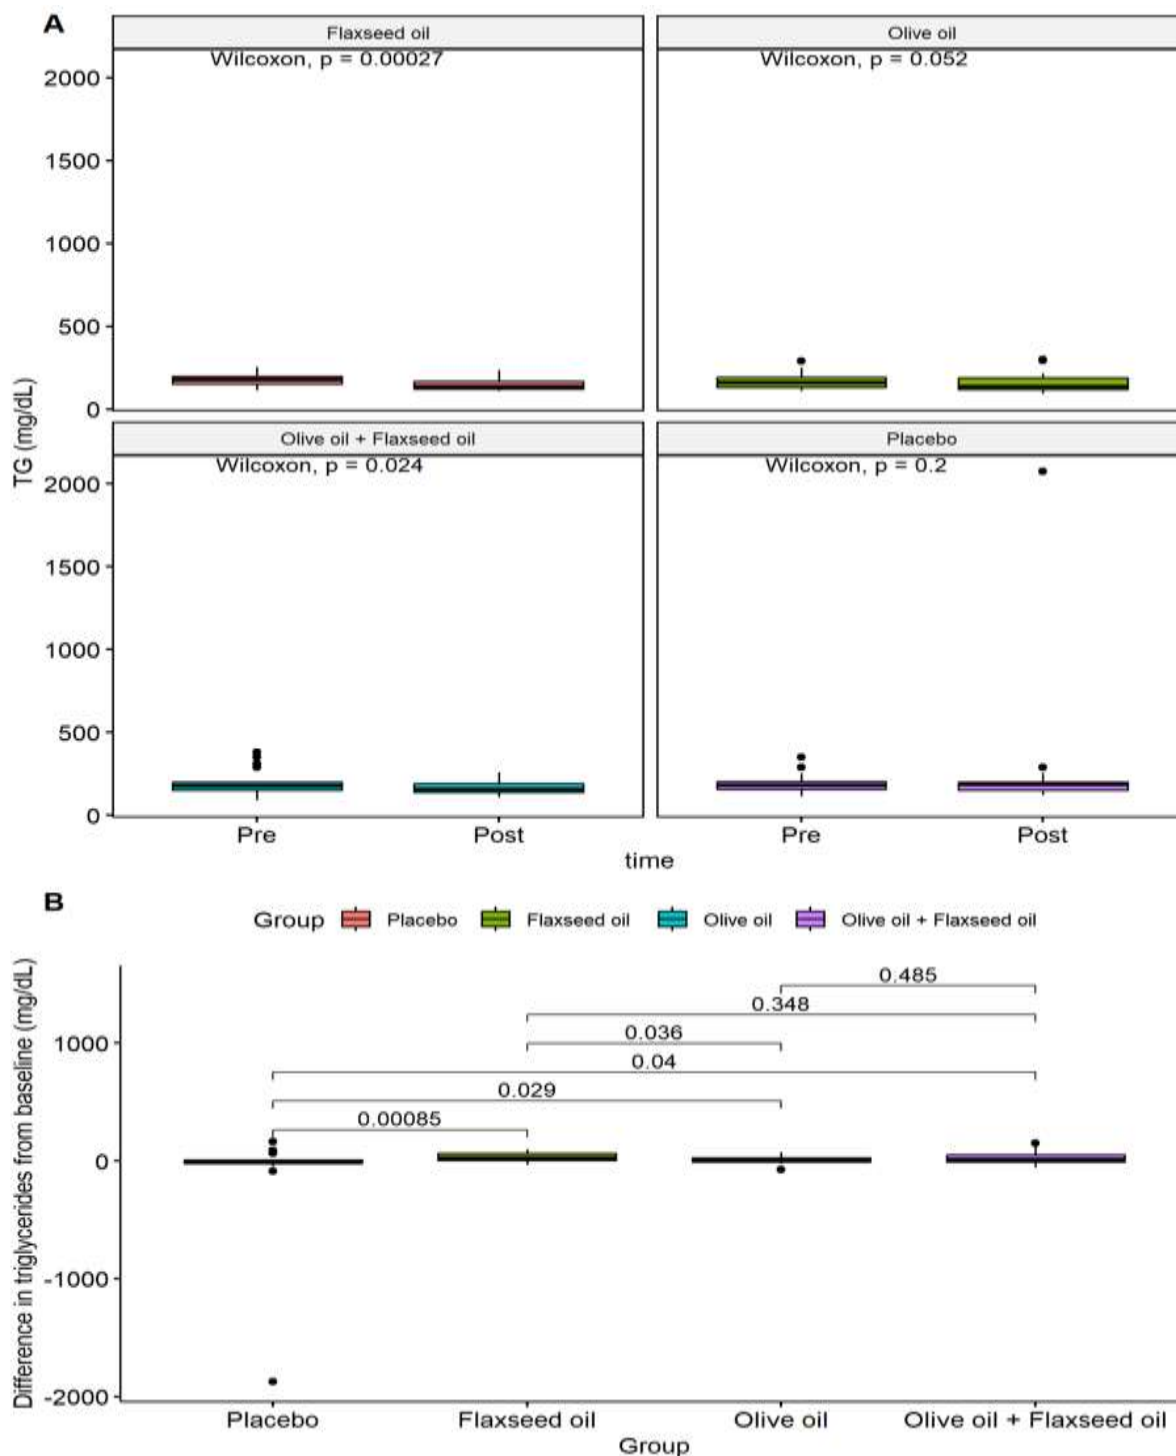 A
Flaxseed oil
Olive oil
Wilcoxon, p = 0.00027
Wilcoxon, p = 0.052
2000
1500
1000
500
0
TG (mg/dL)
Olive oil + Flaxseed oil
Placebo
Wilcoxon, p = 0.024
Wilcoxon, p = 0.2
2000
1500
1000
500
0
Pre
Post
Pre
Post
time
B
Group Placebo Flaxseed oil Olive oil Olive oil + Flaxseed oil
Difference in triglycerides from baseline (mg/dL)
0.485
0.348
0.036
0.04
0.029
0.00085
1000
0
-1000
-2000
Placebo
Flaxseed oil
Olive oil
Olive oil + Flaxseed oil
Group